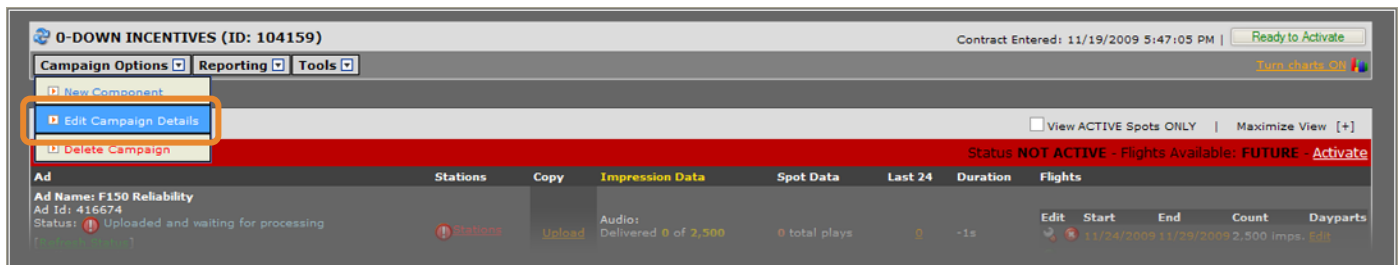 0-DOWN INCENTIVES (ID: 104159) Contract Entered: 11/19/2009 5:47:05 PM | Ready to Activate
Campaign Options Reporting Tools Turn charts ON
New Component
Edit Campaign Details View ACTIVE Spots ONLY | Maximize View [+]
Delete Campaign Status NOT ACTIVE - Flights Available: FUTURE - Activate
Ad Stations Copy Impression Data Spot Data Last 24 Duration Flights
Ad Name: F150 Reliability
Ad Id: 416674
Status: Uploaded and waiting for processing
[Refresh Status]
Stations
Upload
Audio:
Delivered 0 of 2,500
0 total plays
0
-1s
Edit Start End Count Dayparts
11/24/2009 11/29/2009 2,500 imps. Edit